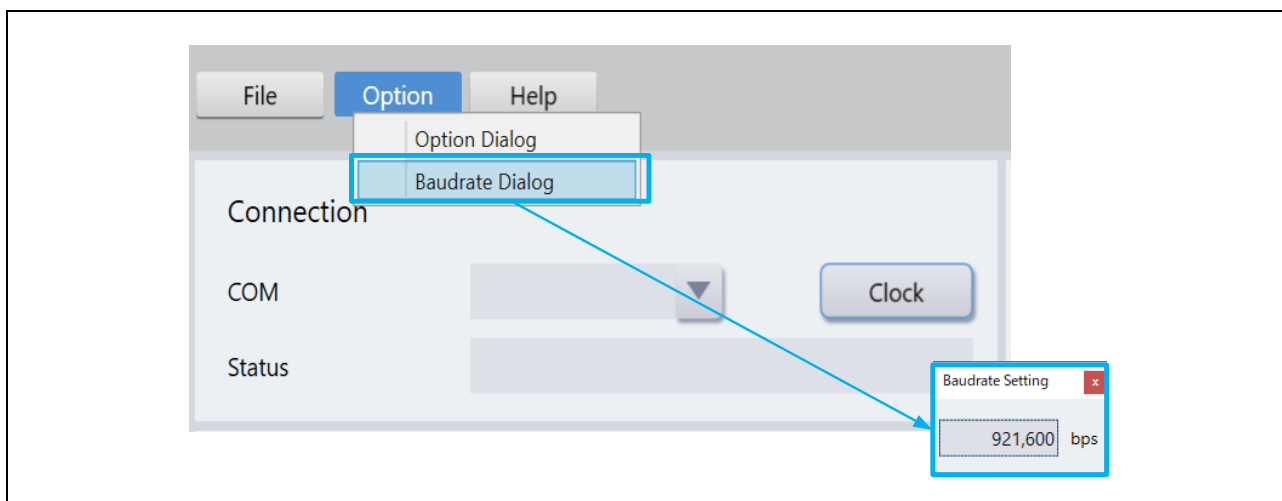 File Option Help
Option Dialog
Baudrate Dialog
Connection
COM Clock
Status
Baudrate Setting x
921,600 bps